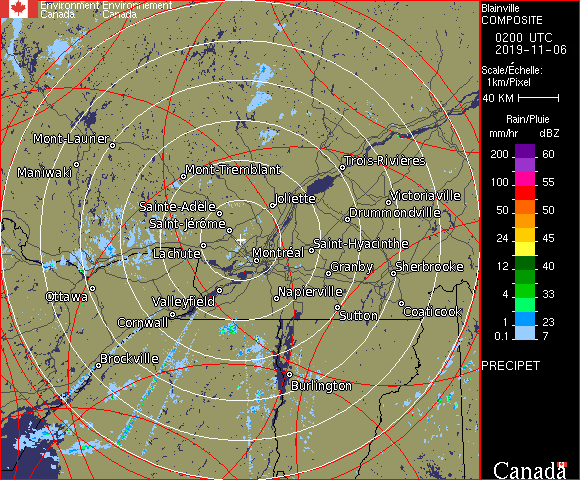 Environment Environnement
Canada Canada
Blainville
COMPOSITE
0200 UTC
2019-11-06
Scale/Échelle:
1km/Pixel
40 KM
Rain/Pluie
mm/hr dBZ
200 60
100 55
50 50
24 45
12 40
4 33
1 23
0.1 7
PRECIPET
Canada
Mont-Laurier
Maniwaki
Mont-Tremblant
Trois-Rivières
Joliette
Victoriaville
Sainte-Adèle
Drummondville
Saint-Jérôme
Lachute
Montréal
Saint-Hyacinthe
Granby
Sherbrooke
Ottawa
Valleyfield
Napierville
Cornwall
Sutton
Coaticook
Brockville
Burlington